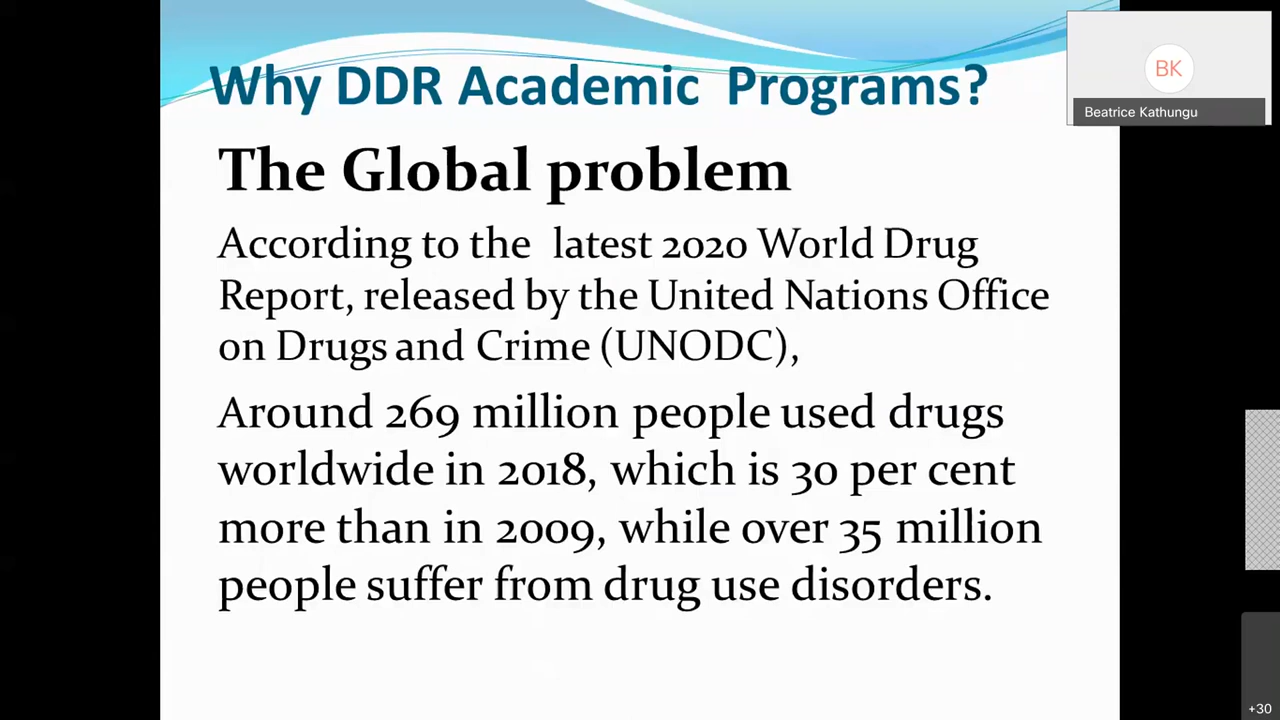 Why DDR Academic Programs?
BK
Beatrice Kathungu
The Global problem
According to the latest 2020 World Drug
Report, released by the United Nations Office
on Drugs and Crime (UNODC),
Around 269 million people used drugs
worldwide in 2018, which is 30 per cent
more than in 2009, while over 35 million
people suffer from drug use disorders.
+30